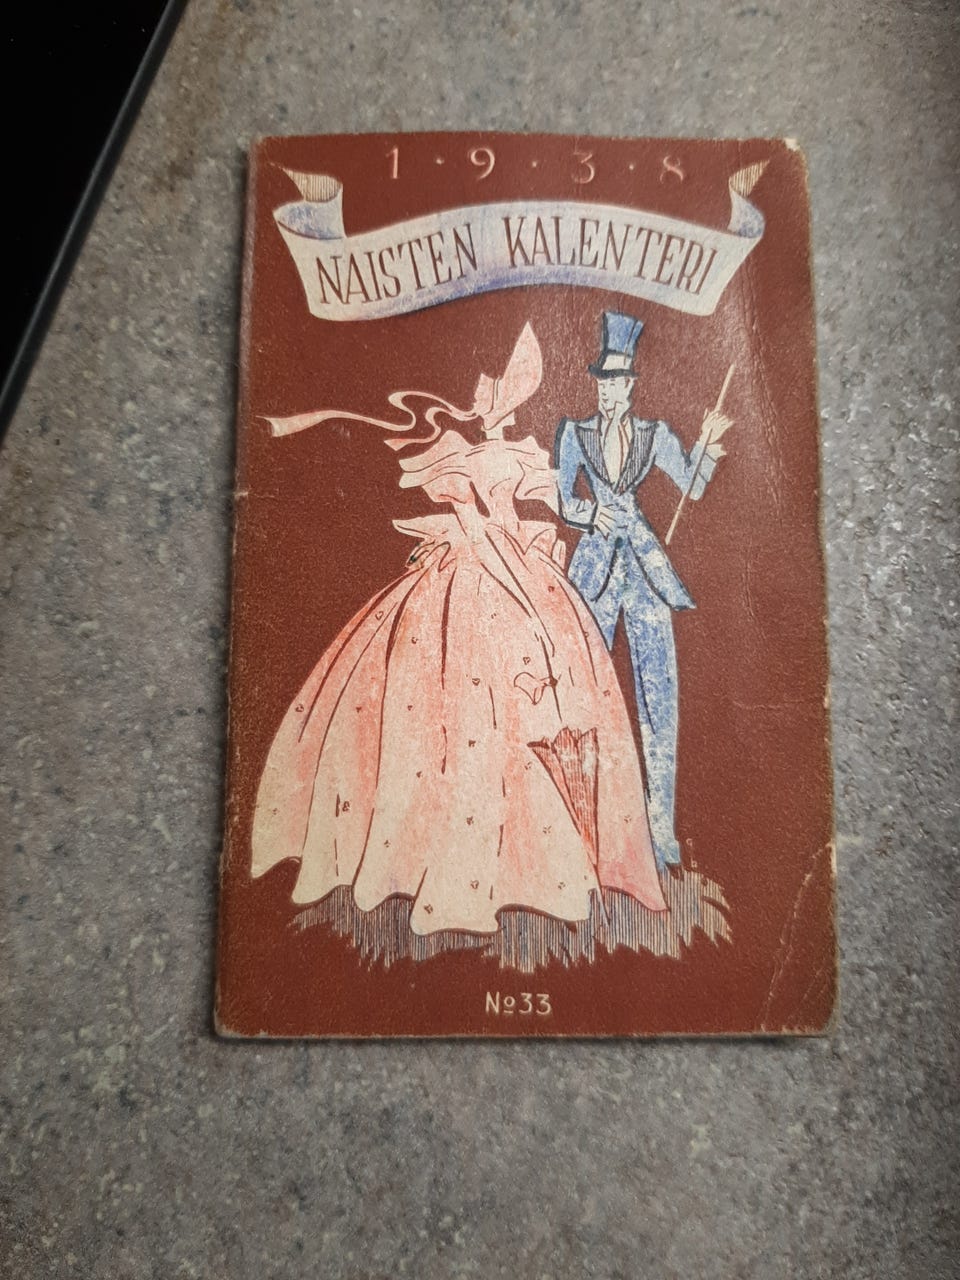 1 · 9 · 3 · 8
NAISTEN KALENTERI
№33